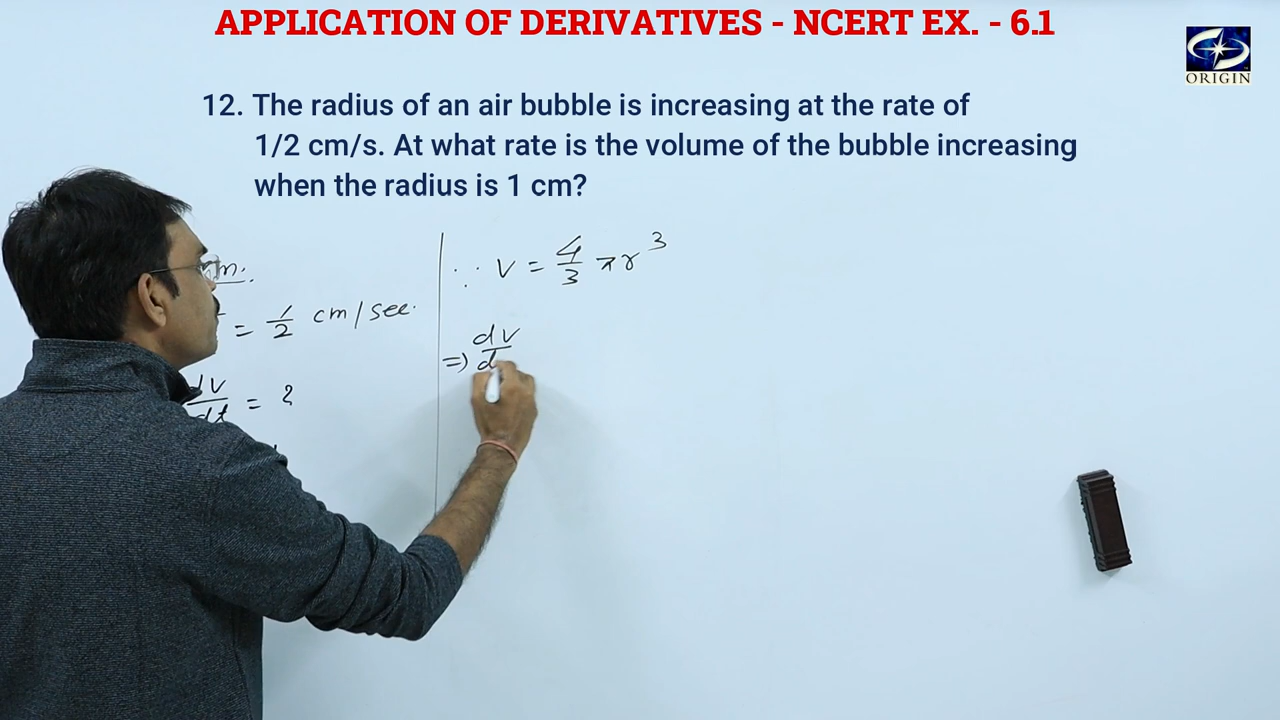 APPLICATION OF DERIVATIVES - NCERT EX. - 6.1
ORIGIN
12. The radius of an air bubble is increasing at the rate of
1/2 cm/s. At what rate is the volume of the bubble increasing
when the radius is 1 cm?
= 1/2 cm/sec.
dv/dt = ?
∵ v = 4/3 πr³
⇒ dv/d